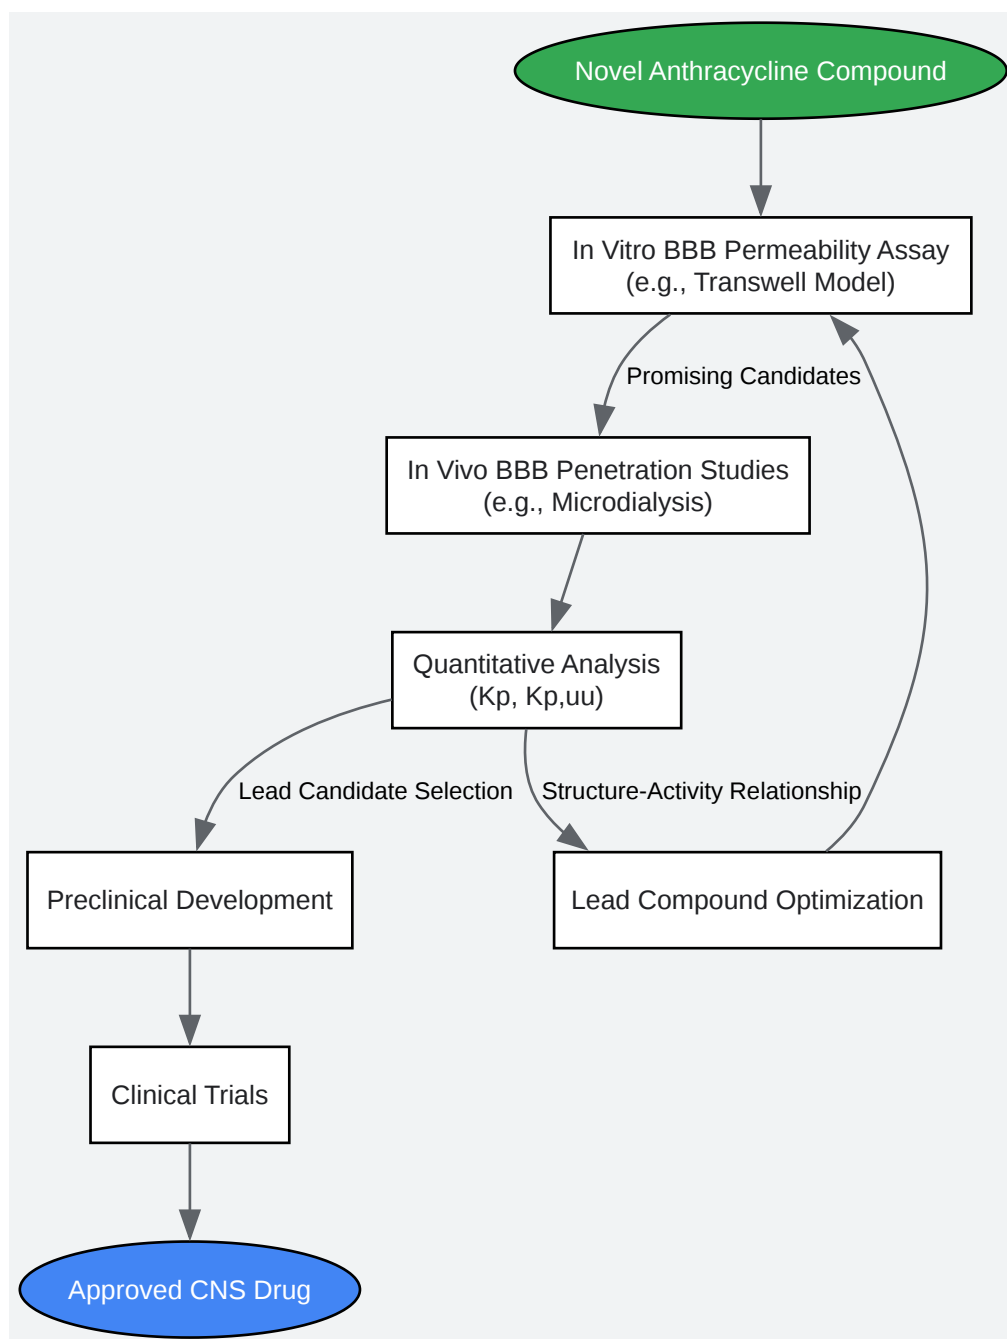 Novel Anthracycline Compound
In Vitro BBB Permeability Assay
(e.g., Transwell Model)
Promising Candidates
In Vivo BBB Penetration Studies
(e.g., Microdialysis)
Quantitative Analysis
(Kp, Kp,uu)
Lead Candidate Selection
Structure-Activity Relationship
Preclinical Development
Lead Compound Optimization
Clinical Trials
Approved CNS Drug